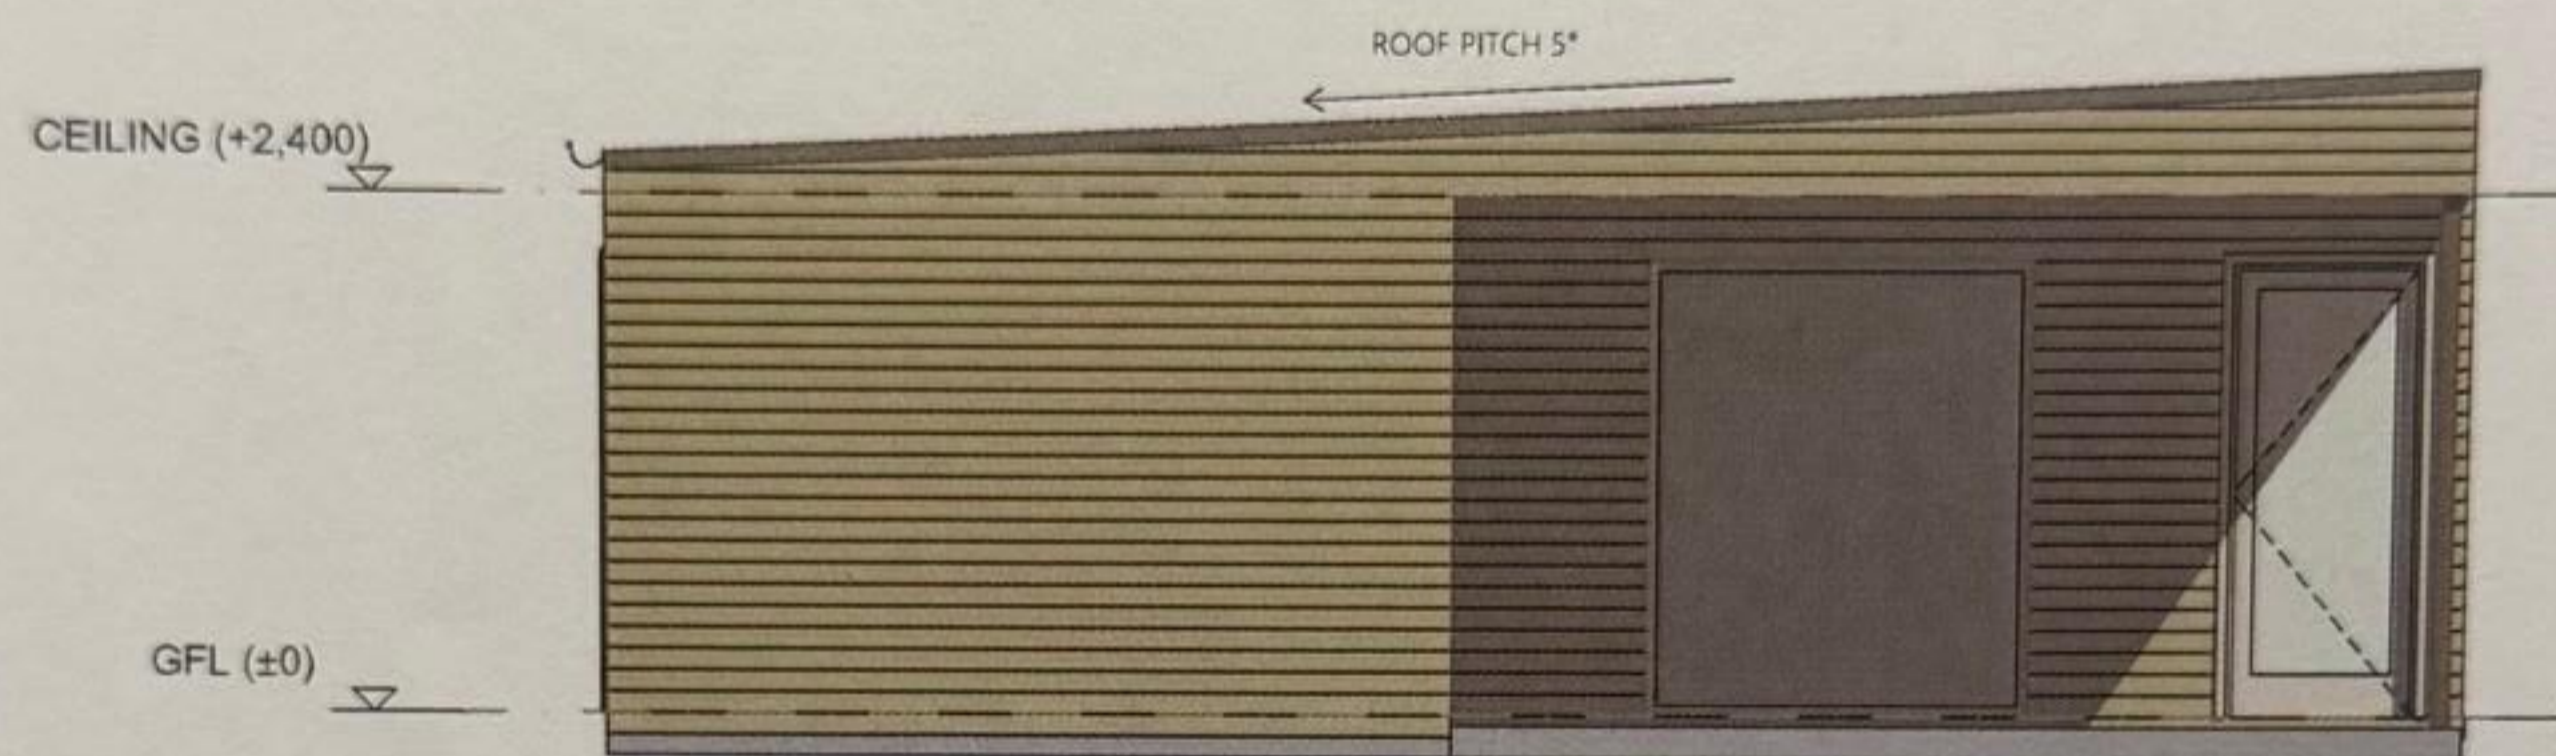 ROOF PITCH 5°
CEILING (+2,400)
GFL (±0)